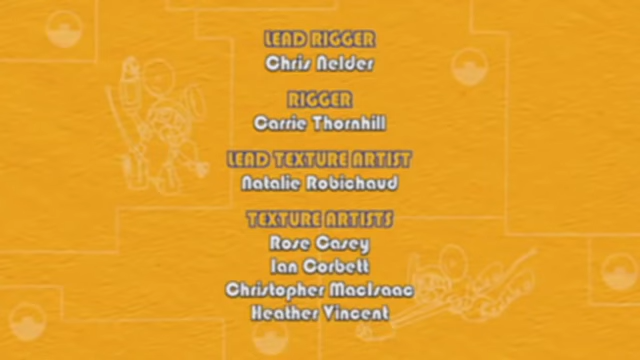 LEAD RIGGER
Chris Nelder
RIGGER
Carrie Thornhill
LEAD TEXTURE ARTIST
Natalie Robichaud
TEXTURE ARTISTS
Rose Casey
Ian Corbett
Christopher MacIsaac
Heather Vincent